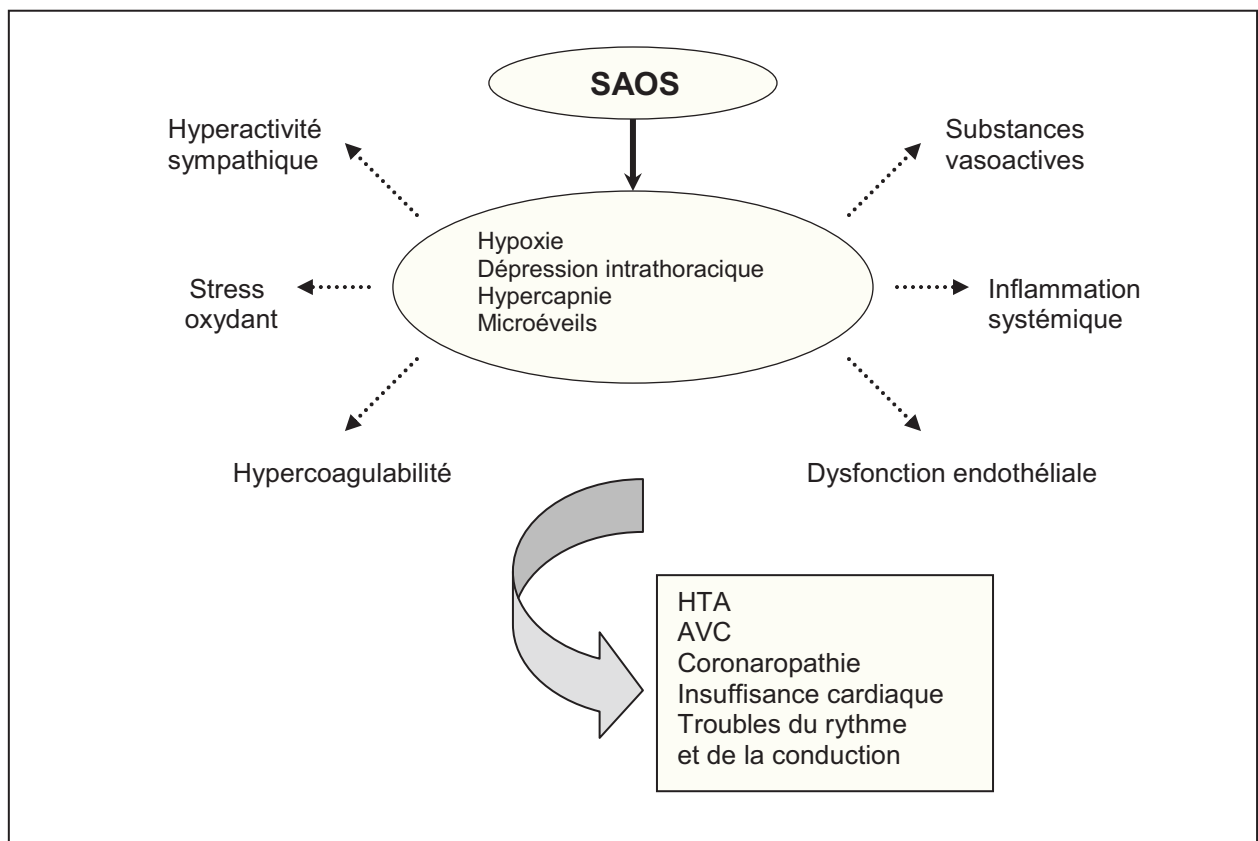 SAOS
Hyperactivité
sympathique
Substances
vasoactives
Hypoxie
Dépression intrathoracique
Hypercapnie
Microéveils
Stress
oxydant
Inflammation
systémique
Hypercoagulabilité
Dysfonction endothéliale
HTA
AVC
Coronaropathie
Insuffisance cardiaque
Troubles du rythme
et de la conduction